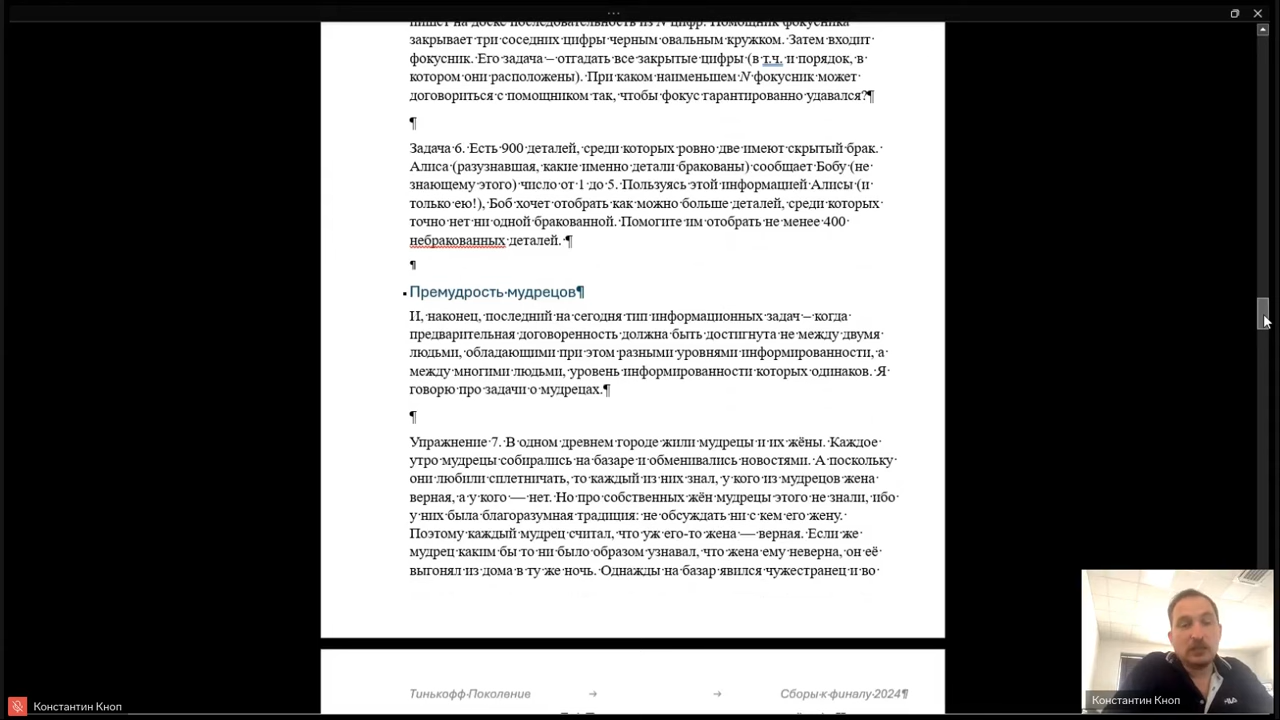 пишет на доске последовательность из N цифр. Помощник фокусника
закрывает три соседних цифры черным овальным кружком. Затем входит
фокусник. Его задача – отгадать все закрытые цифры (в т.ч. и порядок, в
котором они расположены). При каком наименьшем N фокусник может
договориться с помощником так, чтобы фокус гарантированно удавался?¶
¶
Задача 6. Есть 900 деталей, среди которых ровно две имеют скрытый брак.
Алиса (разузнавшая, какие именно детали бракованы) сообщает Бобу (не
знающему этого) число от 1 до 5. Пользуясь этой информацией Алисы (и
только ею!), Боб хочет отобрать как можно больше деталей, среди которых
точно нет ни одной бракованной. Помогите им отобрать не менее 400
небракованных деталей. ¶
¶
Премудрость мудрецов¶
И, наконец, последний на сегодня тип информационных задач – когда
предварительная договоренность должна быть достигнута не между двумя
людьми, обладающими при этом разными уровнями информированности, а
между многими людьми, уровень информированности которых одинаков. Я
говорю про задачи о мудрецах.¶
¶
Упражнение 7. В одном древнем городе жили мудрецы и их жёны. Каждое
утро мудрецы собирались на базаре и обменивались новостями. А поскольку
они любили сплетничать, то каждый из них знал, у кого из мудрецов жена
верная, а у кого — нет. Но про собственных жён мудрецы этого не знали, ибо
у них была благоразумная традиция: не обсуждать ни с кем его жену.
Поэтому каждый мудрец считал, что уж его-то жена — верная. Если же
мудрец каким бы то ни было образом узнавал, что жена ему неверна, он её
выгонял из дома в ту же ночь. Однажды на базар явился чужестранец и во
Тинькофф Поколение → → Сборы к финалу 2024¶
Константин Кноп
Константин Кноп